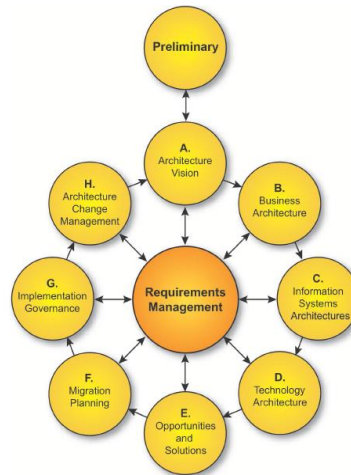 Preliminary
A.
Architecture
Vision
B.
Business
Architecture
C.
Information
Systems
Architectures
D.
Technology
Architecture
E.
Opportunities
and
Solutions
F.
Migration
Planning
G.
Implementation
Governance
H.
Architecture
Change
Management
Requirements
Management